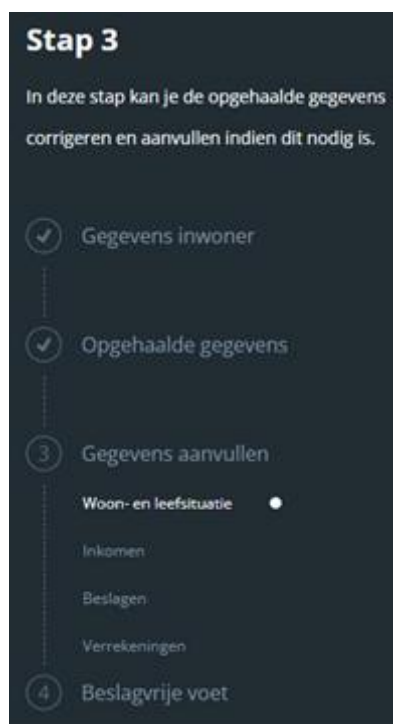 Stap 3
In deze stap kan je de opgehaalde gegevens
corrigeren en aanvullen indien dit nodig is.
Gegevens inwoner
Opgehaalde gegevens
3 Gegevens aanvullen
Woon- en leefsituatie
Inkomen
Beslagen
Verrekeningen
4 Beslagvrije voet